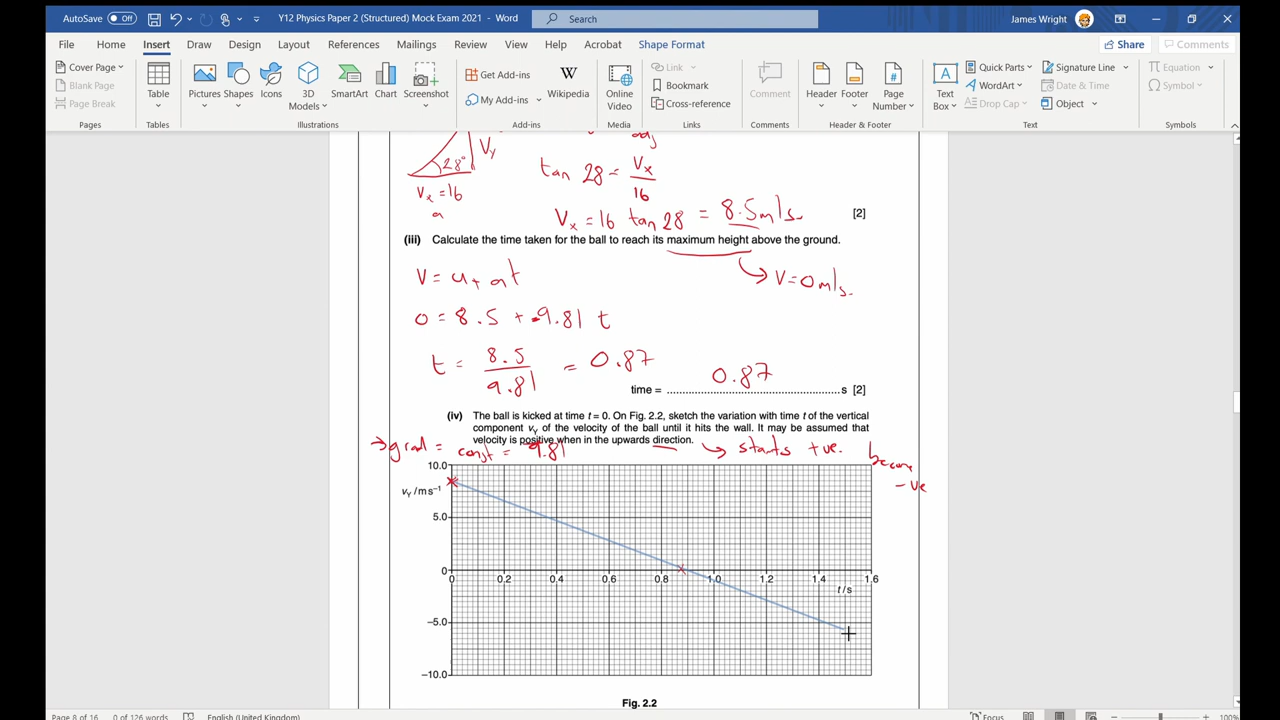 AutoSave Off Y12 Physics Paper 2 (Structured) Mock Exam 2021 - Word Search James Wright
File Home Insert Draw Design Layout References Mailings Review View Help Acrobat Shape Format Share Comments
Cover Page
Blank Page
Page Break
Table
Pictures Shapes Icons 3D Models SmartArt Chart Screenshot
Get Add-ins
My Add-ins
Wikipedia
Online Video
Link
Bookmark
Cross-reference
Comment
Header Footer Page Number
Text Box
Quick Parts
WordArt
Drop Cap
Signature Line
Date & Time
Object
Equation
Symbol
Pages Tables Illustrations Add-ins Media Links Comments Header & Footer Text Symbols
adj
28° Vy
Vx = 16
a
tan 28 = Vx / 16
Vx = 16 tan 28 = 8.5m/s. [2]
(iii) Calculate the time taken for the ball to reach its maximum height above the ground.
V = u + at
V = 0 m/s.
0 = 8.5 + -9.81 t
t = 8.5 / 9.81 = 0.87
time = 0.87 s [2]
(iv) The ball is kicked at time t = 0. On Fig. 2.2, sketch the variation with time t of the vertical
component vY of the velocity of the ball until it hits the wall. It may be assumed that
velocity is positive when in the upwards direction.
→ grad = const = -9.81
↳ starts +ve. become
-ve
10.0
vY / m s⁻¹
5.0
0
0 0.2 0.4 0.6 0.8 1.0 1.2 1.4 1.6
t / s
−5.0
−10.0
Fig. 2.2
Page 8 of 16 0 of 126 words English (United Kingdom) Focus 100%